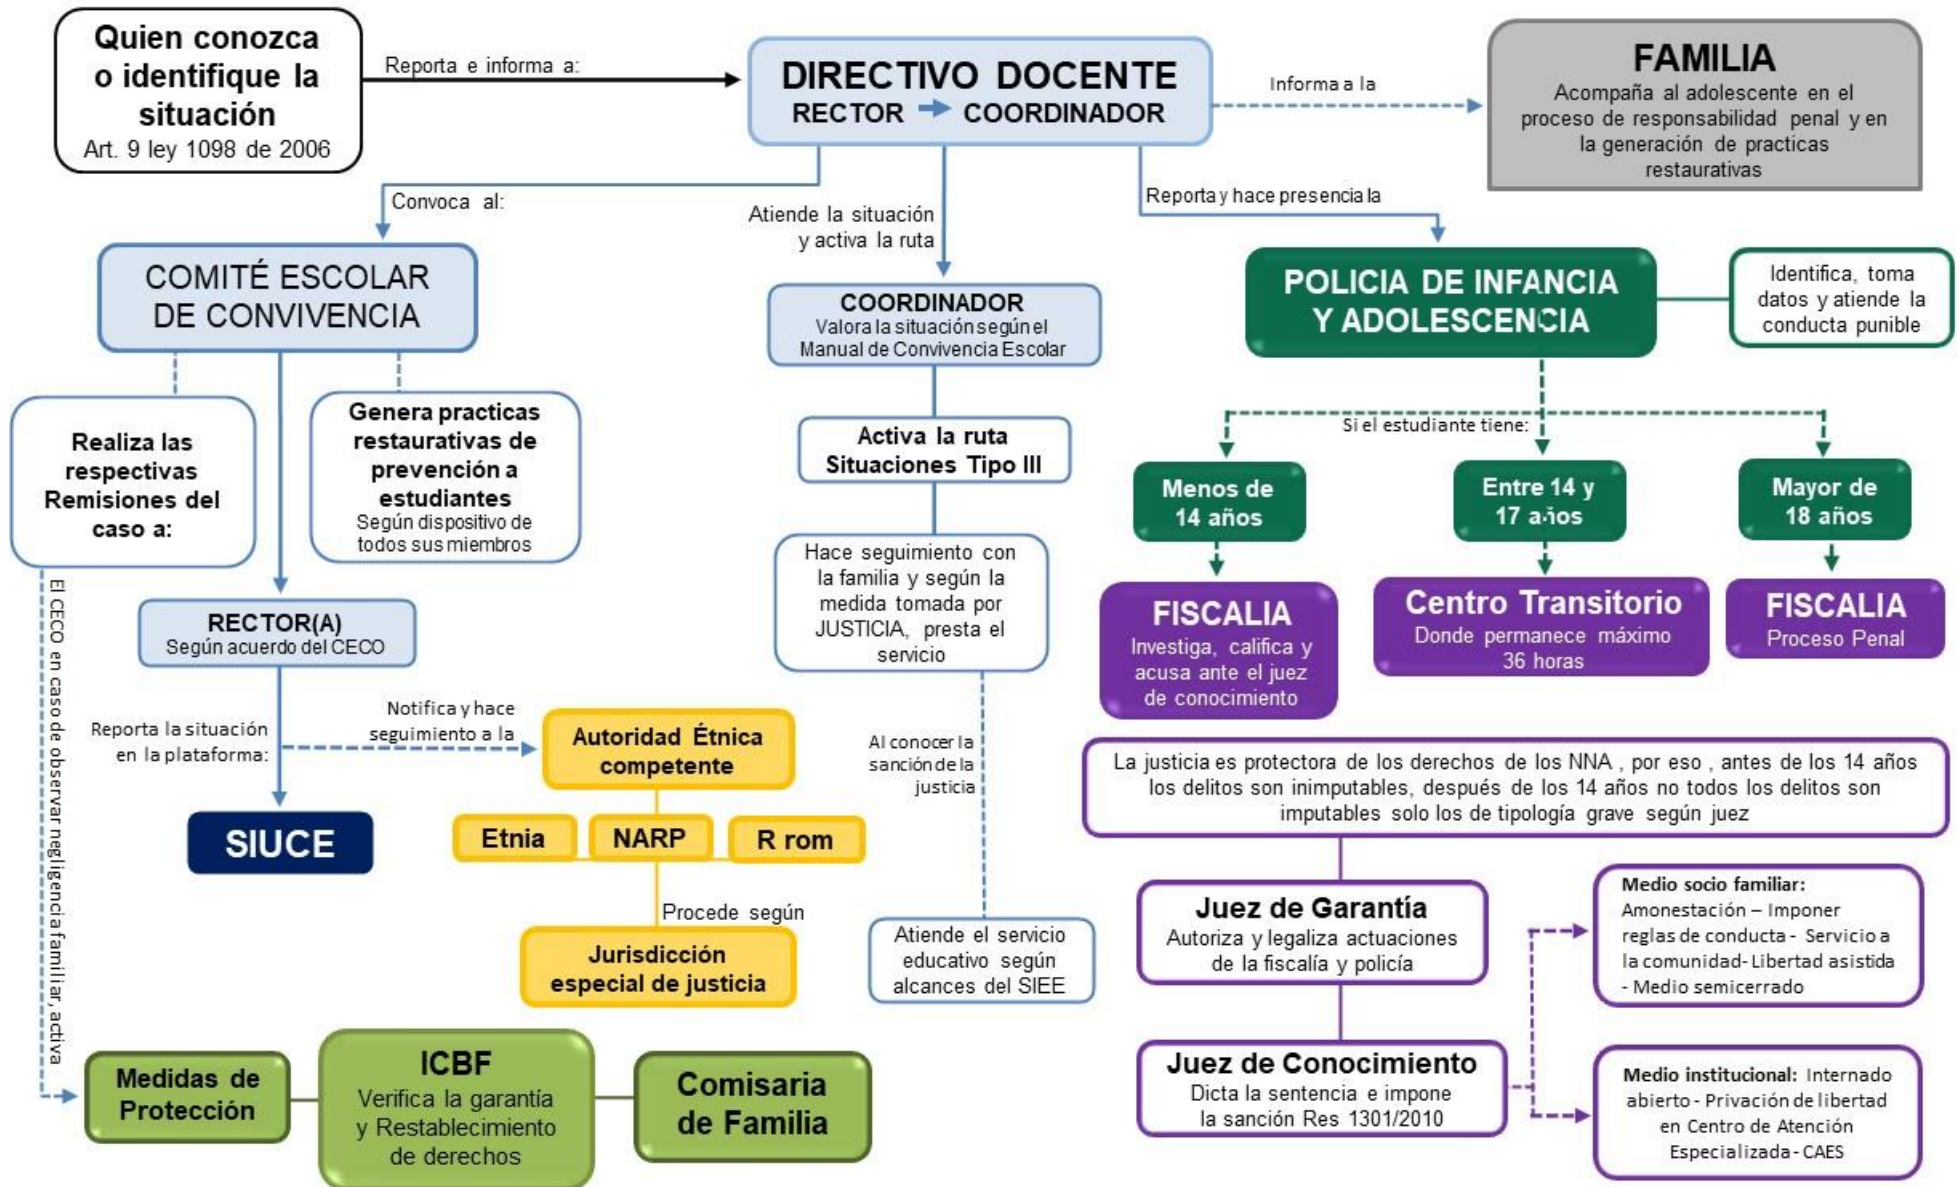 Quien conozca
o identifique la
situación
Art. 9 ley 1098 de 2006
Reporta e informa a:
DIRECTIVO DOCENTE
RECTOR COORDINADOR
Informa a la
FAMILIA
Acompaña al adolescente en el
proceso de responsabilidad penal y en
la generación de practicas
restaurativas
Convoca al:
Atiende la situación
y activa la ruta
Reporta y hace presencia la
COMITÉ ESCOLAR
DE CONVIVENCIA
COORDINADOR
Valora la situación según el
Manual de Convivencia Escolar
POLICIA DE INFANCIA
Y ADOLESCENCIA
Identifica, toma
datos y atiende la
conducta punible
Realiza las
respectivas
Remisiones del
caso a:
Genera practicas
restaurativas de
prevención a
estudiantes
Según dispositivo de
todos sus miembros
Activa la ruta
Situaciones Tipo III
Si el estudiante tiene:
Menos de
14 años
Entre 14 y
17 años
Mayor de
18 años
Hace seguimiento con
la familia y según la
medida tomada por
JUSTICIA, presta el
servicio
FISCALIA
Investiga, califica y
acusa ante el juez
de conocimiento
Centro Transitorio
Donde permanece máximo
36 horas
FISCALIA
Proceso Penal
El CECO en caso de observar negligencia familiar, activa
RECTOR(A)
Según acuerdo del CECO
Reporta la situación
en la plataforma:
Notifica y hace
seguimiento a la
Autoridad Étnica
competente
Al conocer la
sanción de la
justicia
La justicia es protectora de los derechos de los NNA , por eso , antes de los 14 años
los delitos son inimputables, después de los 14 años no todos los delitos son
imputables solo los de tipología grave según juez
SIUCE
Etnia
NARP
R rom
Procede según
Jurisdicción
especial de justicia
Atiende el servicio
educativo según
alcances del SIEE
Juez de Garantía
Autoriza y legaliza actuaciones
de la fiscalía y policía
Medio socio familiar:
Amonestación – Imponer
reglas de conducta - Servicio a
la comunidad- Libertad asistida
- Medio semicerrado
Medidas de
Protección
ICBF
Verifica la garantía
y Restablecimiento
de derechos
Comisaria
de Familia
Juez de Conocimiento
Dicta la sentencia e impone
la sanción Res 1301/2010
Medio institucional: Internado
abierto - Privación de libertad
en Centro de Atención
Especializada - CAES